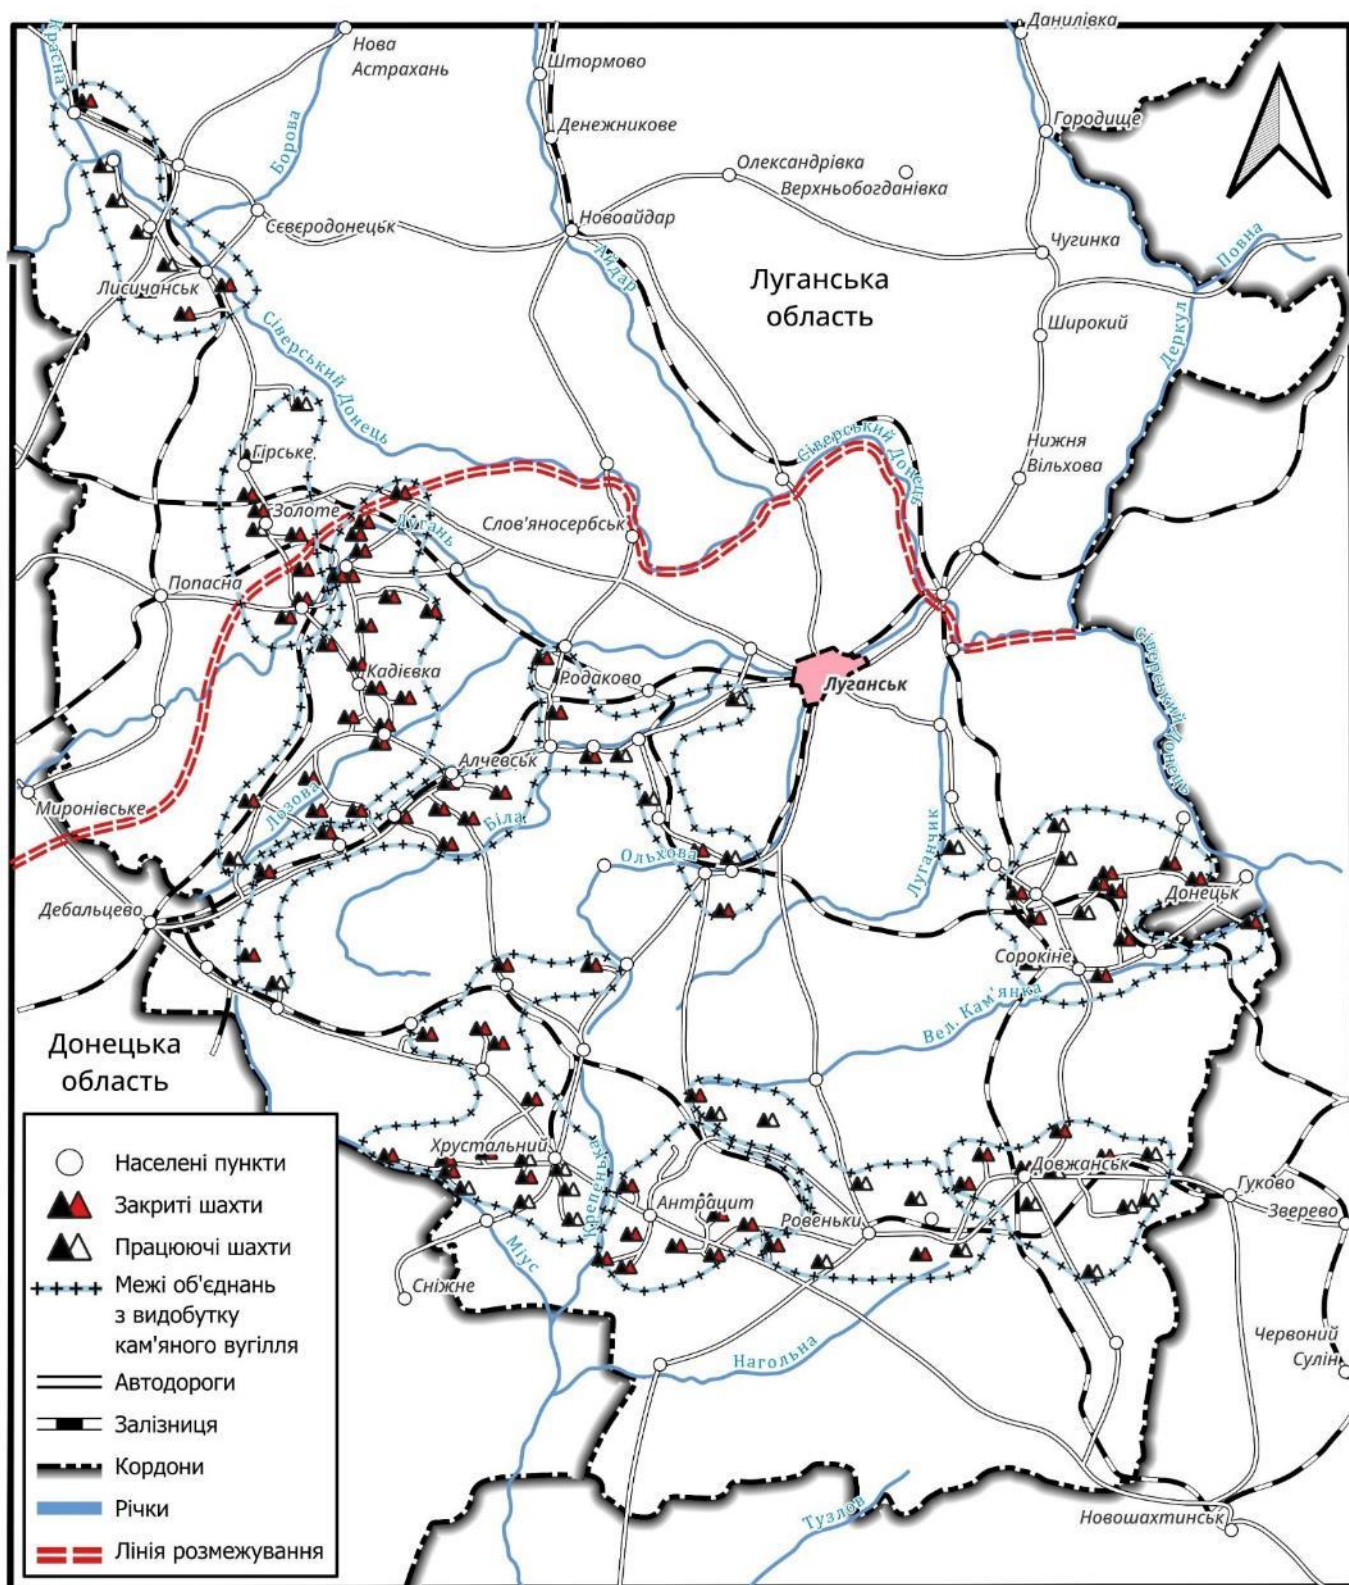 Красна
Нова
Астрахань
Штормово
Данилівка
Борова
Денежникове
Городище
Олександрівка
Верхньобогданівка
Сєвєродонецьк
Новоайдар
Айдар
Чугинка
Повна
Лисичанськ
Луганська
область
Широкий
Деркул
Сіверський Донець
Гірське
Сіверський Донець
Нижня
Вільхова
Золоте
Лугань
Слов'яносербськ
Попасна
Сіверський Донець
Кадієвка
Родаково
Луганськ
Алчевськ
Миронівське
Лозова
Біла
Ольхова
Луганчик
Дебальцево
Донецьк
Сорокіне
Вел. Кам'янка
Донецька
область
Хрустальний
Крепенька
Антрацит
Ровеньки
Довжанськ
Гуково
Зверево
Міус
Сніжне
Нагольна
Червоний
Сулін
Тузлов
Новошахтинськ
Населені пункти
Закриті шахти
Працюючі шахти
Межі об'єднань
з видобутку
кам'яного вугілля
Автодороги
Залізниця
Кордони
Річки
Лінія розмежування